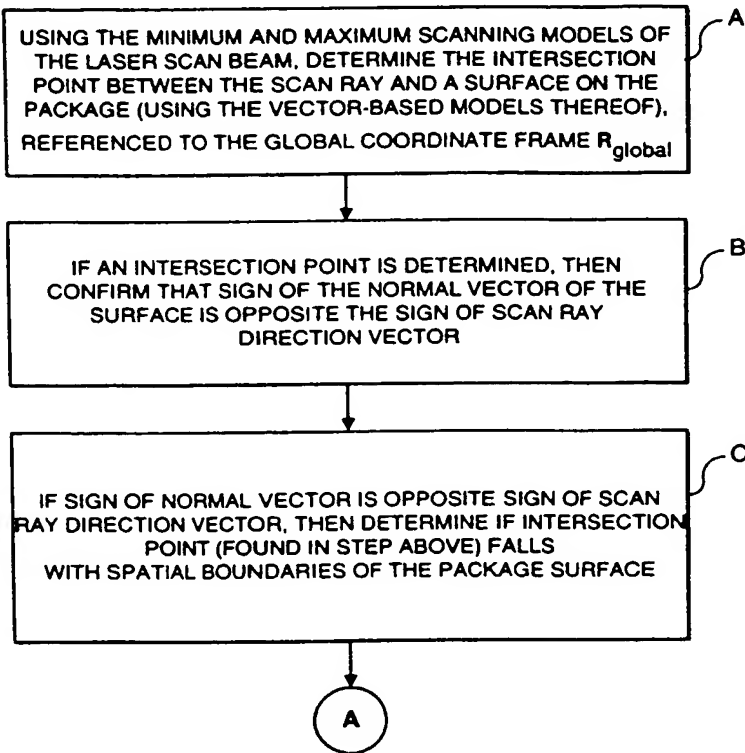 A
USING THE MINIMUM AND MAXIMUM SCANNING MODELS OF
THE LASER SCAN BEAM, DETERMINE THE INTERSECTION
POINT BETWEEN THE SCAN RAY AND A SURFACE ON THE
PACKAGE (USING THE VECTOR-BASED MODELS THEREOF),
REFERENCED TO THE GLOBAL COORDINATE FRAME Rglobal
B
IF AN INTERSECTION POINT IS DETERMINED, THEN
CONFIRM THAT SIGN OF THE NORMAL VECTOR OF THE
SURFACE IS OPPOSITE THE SIGN OF SCAN RAY
DIRECTION VECTOR
C
IF SIGN OF NORMAL VECTOR IS OPPOSITE SIGN OF SCAN
RAY DIRECTION VECTOR, THEN DETERMINE IF INTERSECTION
POINT (FOUND IN STEP ABOVE) FALLS
WITH SPATIAL BOUNDARIES OF THE PACKAGE SURFACE
A